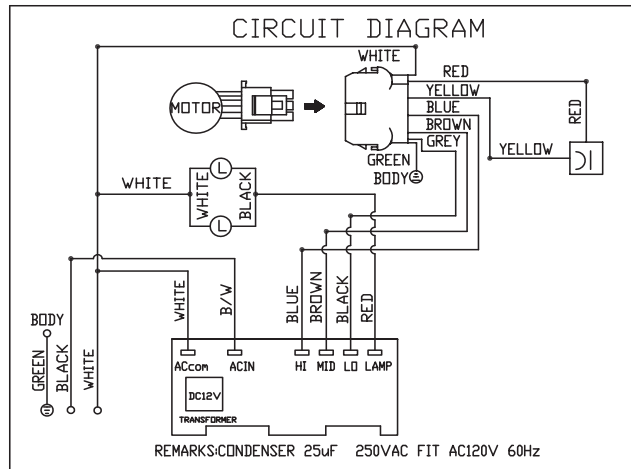 CIRCUIT DIAGRAM
WHITE
RED
YELLOW
BLUE
BROWN
GREY
GREEN
BODY
MOTOR
RED
YELLOW
WHITE
WHITE
BLACK
L
L
WHITE
B/W
BLUE
BROWN
BLACK
RED
BODY
GREEN
BLACK
WHITE
ACcom
ACIN
HI
MID
LO
LAMP
DC12V
TRANSFORMER
REMARKS:CONDENSER 25uF 250VAC FIT AC120V 60Hz